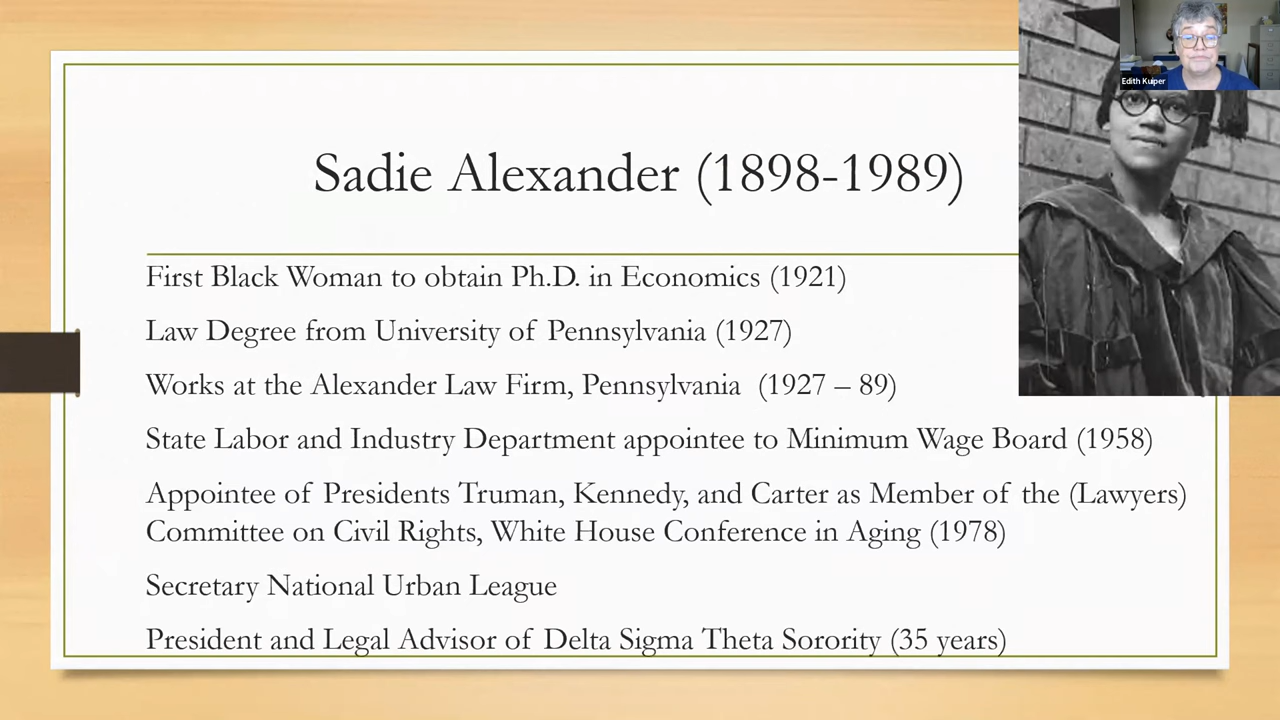 Edith Kuiper
Sadie Alexander (1898-1989)
First Black Woman to obtain Ph.D. in Economics (1921)
Law Degree from University of Pennsylvania (1927)
Works at the Alexander Law Firm, Pennsylvania (1927 – 89)
State Labor and Industry Department appointee to Minimum Wage Board (1958)
Appointee of Presidents Truman, Kennedy, and Carter as Member of the (Lawyers)
Committee on Civil Rights, White House Conference in Aging (1978)
Secretary National Urban League
President and Legal Advisor of Delta Sigma Theta Sorority (35 years)